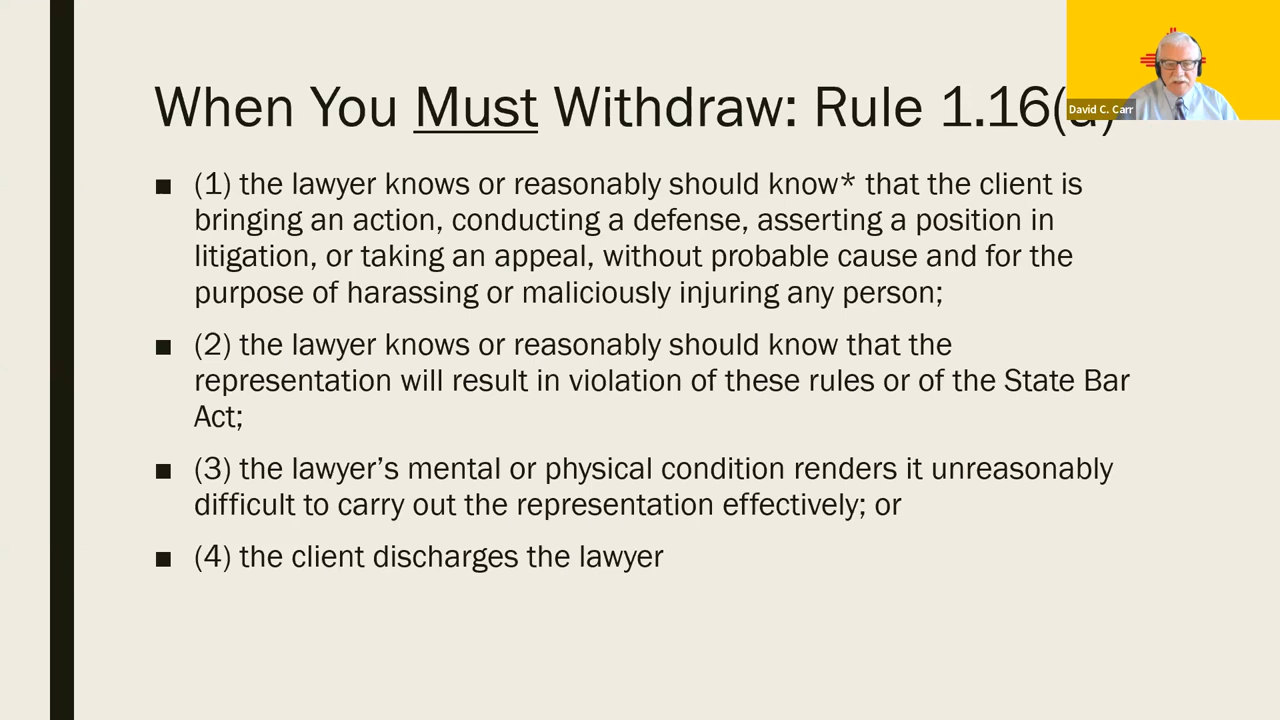 When You Must Withdraw: Rule 1.16(a)
David C. Carr
■ (1) the lawyer knows or reasonably should know* that the client is
bringing an action, conducting a defense, asserting a position in
litigation, or taking an appeal, without probable cause and for the
purpose of harassing or maliciously injuring any person;
■ (2) the lawyer knows or reasonably should know that the
representation will result in violation of these rules or of the State Bar
Act;
■ (3) the lawyer’s mental or physical condition renders it unreasonably
difficult to carry out the representation effectively; or
■ (4) the client discharges the lawyer